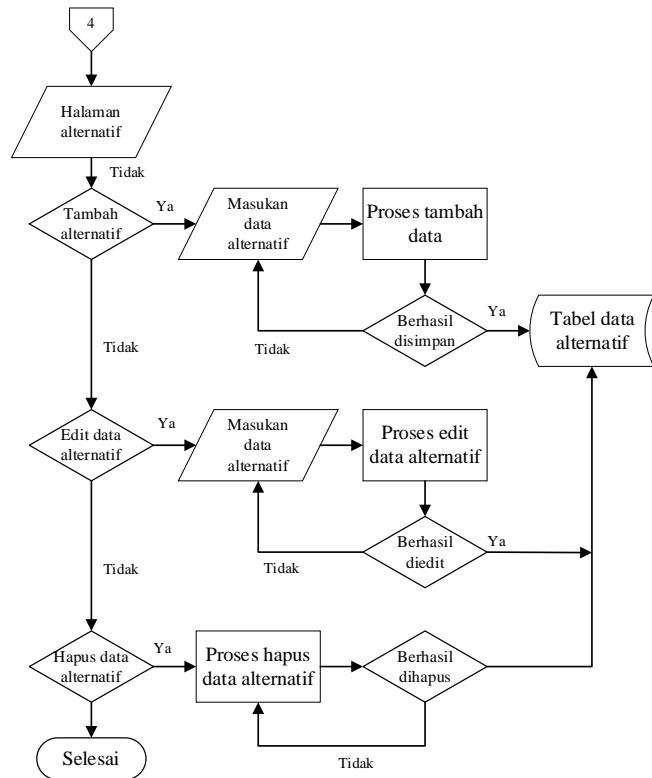 4
Halaman
alternatif
Tidak
Tambah
alternatif
Ya
Masukan
data
alternatif
Proses tambah
data
Berhasil
disimpan
Tidak
Ya
Tabel data
alternatif
Tidak
Edit data
alternatif
Ya
Masukan
data
alternatif
Proses edit
data alternatif
Berhasil
diedit
Tidak
Ya
Tidak
Hapus data
alternatif
Ya
Proses hapus
data alternatif
Berhasil
dihapus
Tidak
Selesai